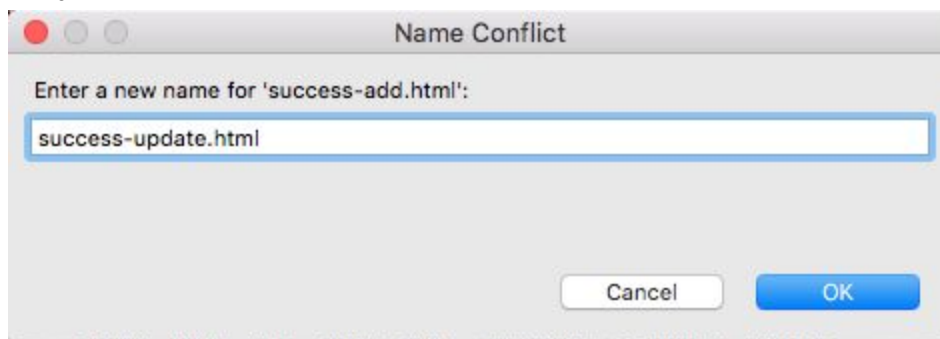 Name Conflict
Enter a new name for 'success-add.html':
success-update.html
Cancel OK